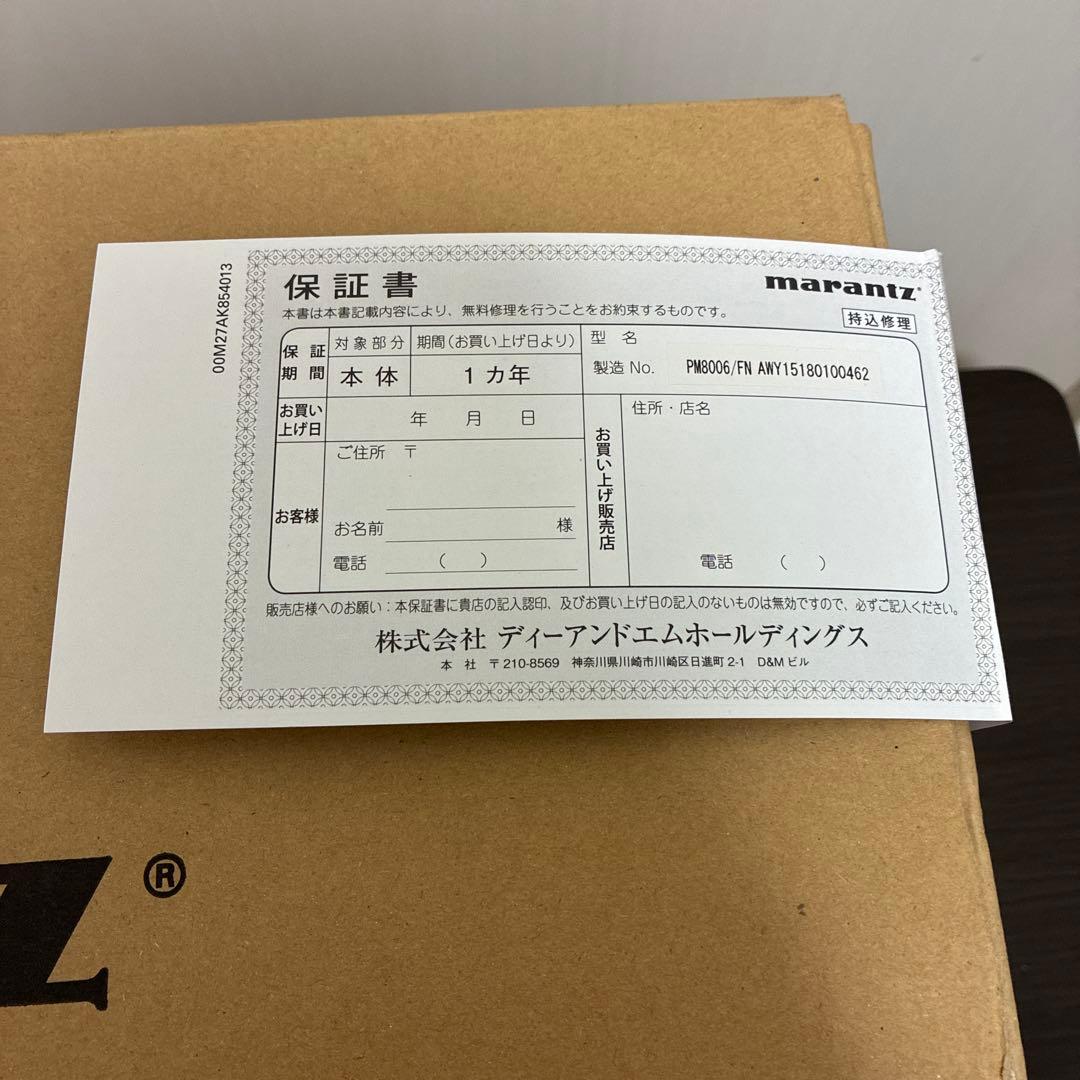 00M27AK854013
保証書
marantz®
本書は本書記載内容により、無料修理を行うことをお約束するものです。
持込修理
保証期間
対象部分
期間(お買い上げ日より)
本体
1カ年
型名
製造 No.
PM8006/FN AWY15180100462
お買い上げ日
年 月 日
お客様
ご住所 〒
お名前 様
電話 ( )
お買い上げ販売店
住所・店名
電話 ( )
販売店様へのお願い:本保証書に貴店の記入認印、及びお買い上げ日の記入のないものは無効ですので、必ずご記入ください。
株式会社 ディーアンドエムホールディングス
本社 〒210-8569 神奈川県川崎市川崎区日進町 2-1 D&M ビル
z®